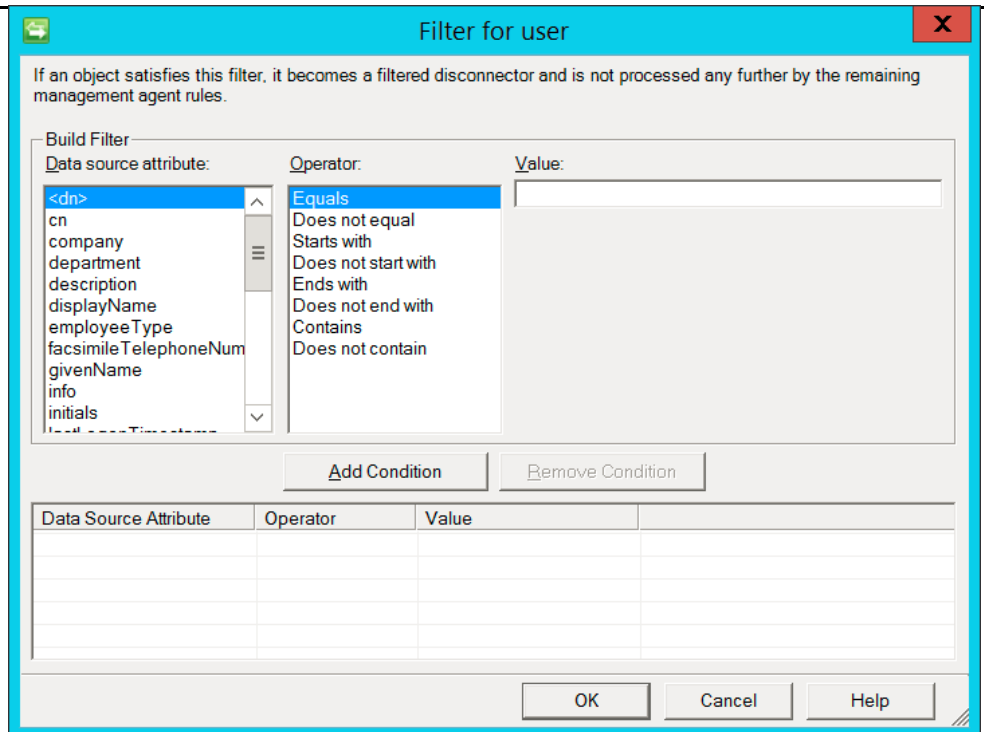 Filter for user
X
If an object satisfies this filter, it becomes a filtered disconnector and is not processed any further by the remaining
management agent rules.
Build Filter
Data source attribute:
Operator:
Value:
<dn>
cn
company
department
description
displayName
employeeType
facsimileTelephoneNum
givenName
info
initials
lastLogonTimestamp
Equals
Does not equal
Starts with
Does not start with
Ends with
Does not end with
Contains
Does not contain
Add Condition
Remove Condition
Data Source Attribute Operator Value
OK Cancel Help